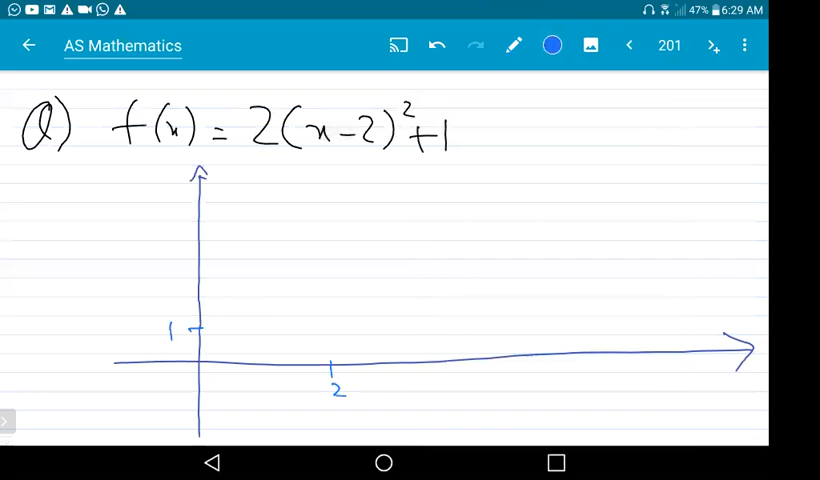 47% 6:29 AM
AS Mathematics 201
Q) f(x) = 2(x-2)²+1
1
2